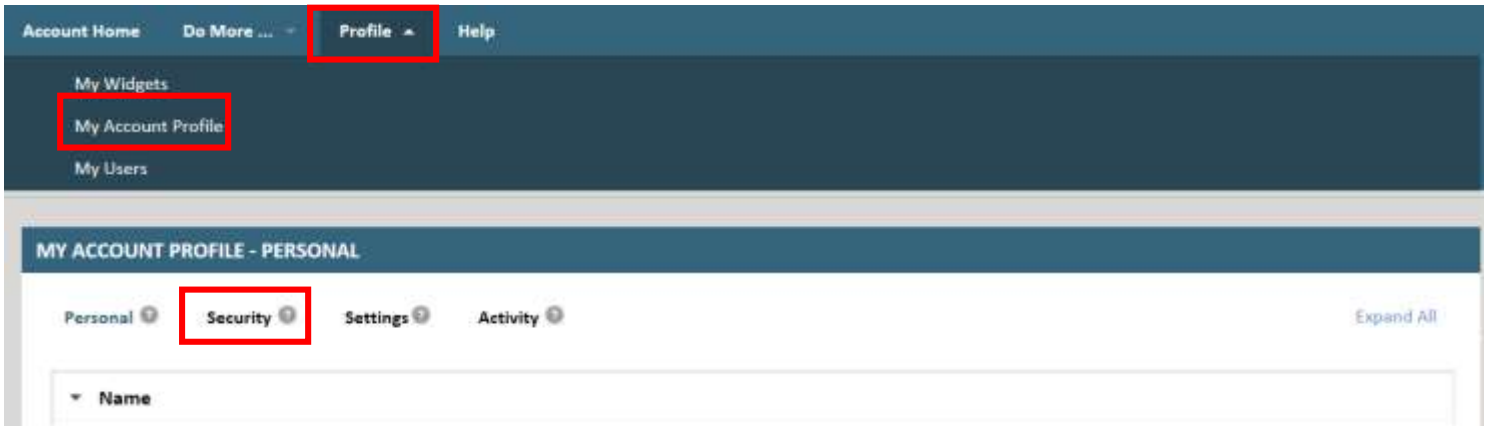 Account Home Do More ... Profile Help
My Widgets
My Account Profile
My Users
MY ACCOUNT PROFILE - PERSONAL
Personal ? Security ? Settings ? Activity ? Expand All
Name